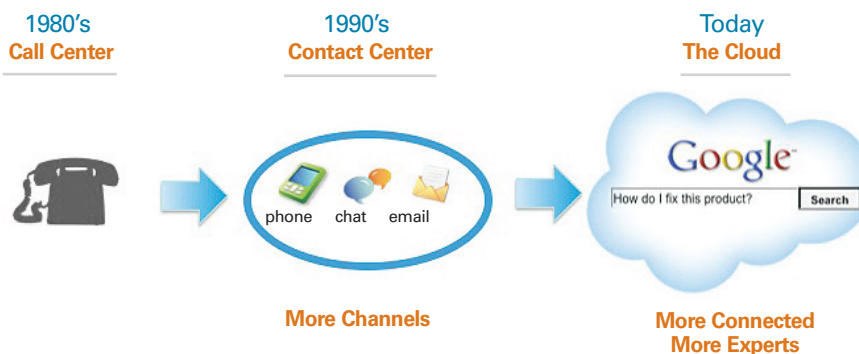 1980's
Call Center
1990's
Contact Center
Today
The Cloud
phone chat email
Google™
How do I fix this product? Search
More Channels
More Connected
More Experts